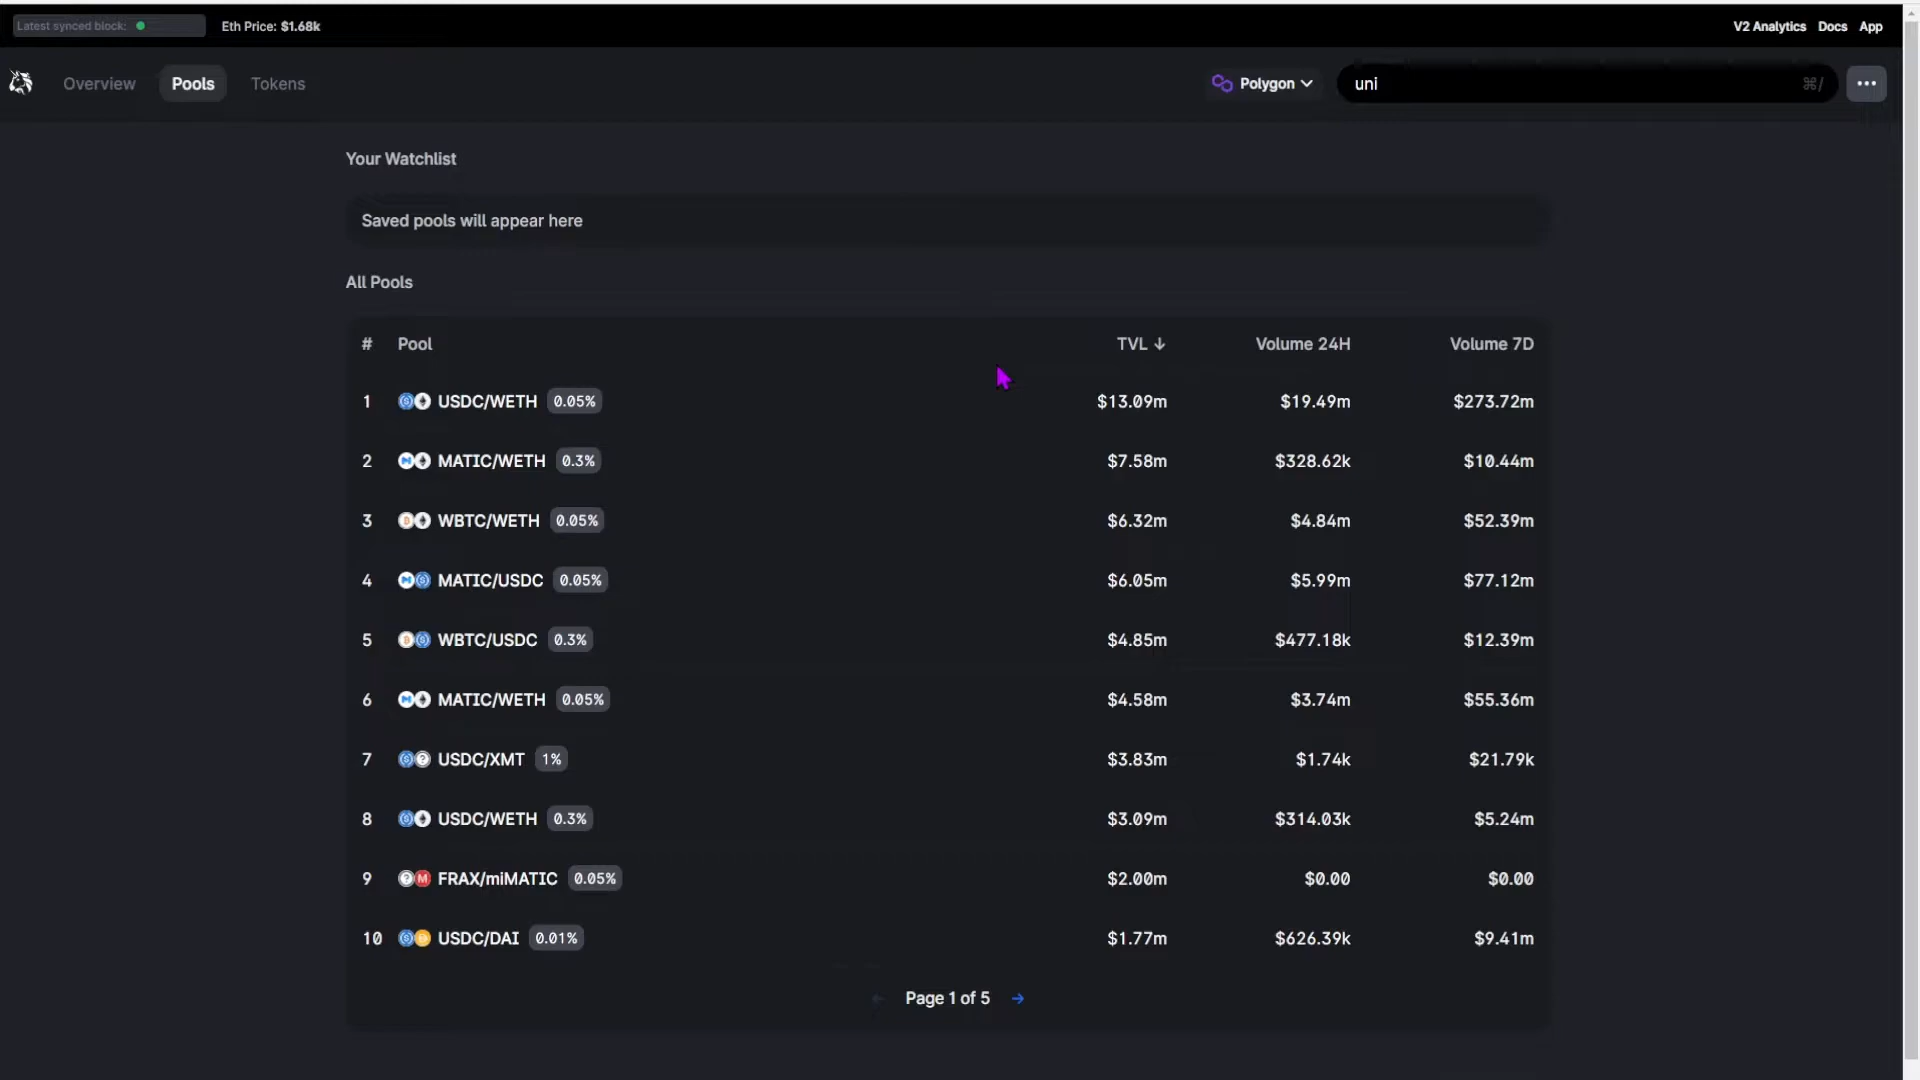 Latest synced block: Eth Price: $1.68k V2 Analytics Docs App
Overview Pools Tokens Polygon uni ⌘/
Your Watchlist
Saved pools will appear here
All Pools
# Pool TVL ↓ Volume 24H Volume 7D
1 USDC/WETH 0.05% $13.09m $19.49m $273.72m
2 MATIC/WETH 0.3% $7.58m $328.62k $10.44m
3 WBTC/WETH 0.05% $6.32m $4.84m $52.39m
4 MATIC/USDC 0.05% $6.05m $5.99m $77.12m
5 WBTC/USDC 0.3% $4.85m $477.18k $12.39m
6 MATIC/WETH 0.05% $4.58m $3.74m $55.36m
7 USDC/XMT 1% $3.83m $1.74k $21.79k
8 USDC/WETH 0.3% $3.09m $314.03k $5.24m
9 FRAX/miMATIC 0.05% $2.00m $0.00 $0.00
10 USDC/DAI 0.01% $1.77m $626.39k $9.41m
← Page 1 of 5 →